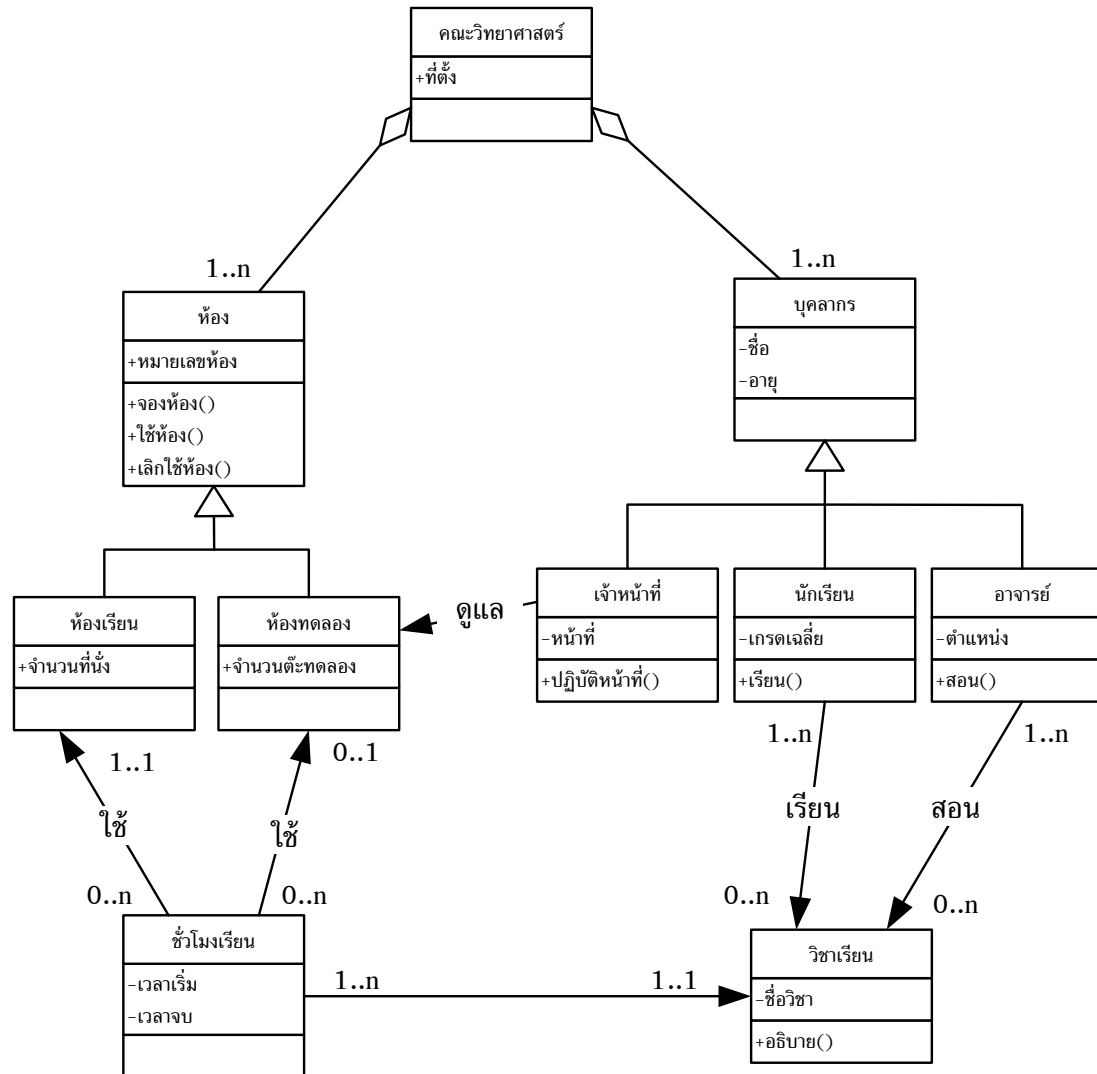 คณะวิทยาศาสตร์
+ที่ตั้ง
1..n
1..n
ห้อง
+หมายเลขห้อง
+จองห้อง()
+ใช้ห้อง()
+เลิกใช้ห้อง()
บุคลากร
-ชื่อ
-อายุ
ห้องเรียน
+จำนวนที่นั่ง
ห้องทดลอง
+จำนวนต๊ะทดลอง
ดูแล
เจ้าหน้าที่
-หน้าที่
+ปฏิบัติหน้าที่()
นักเรียน
-เกรดเฉลี่ย
+เรียน()
อาจารย์
-ตำแหน่ง
+สอน()
1..1
0..1
1..n
1..n
ใช้
ใช้
เรียน
สอน
0..n
0..n
0..n
0..n
ชั่วโมงเรียน
-เวลาเริ่ม
-เวลาจบ
1..n
1..1
วิชาเรียน
-ชื่อวิชา
+อธิบาย()